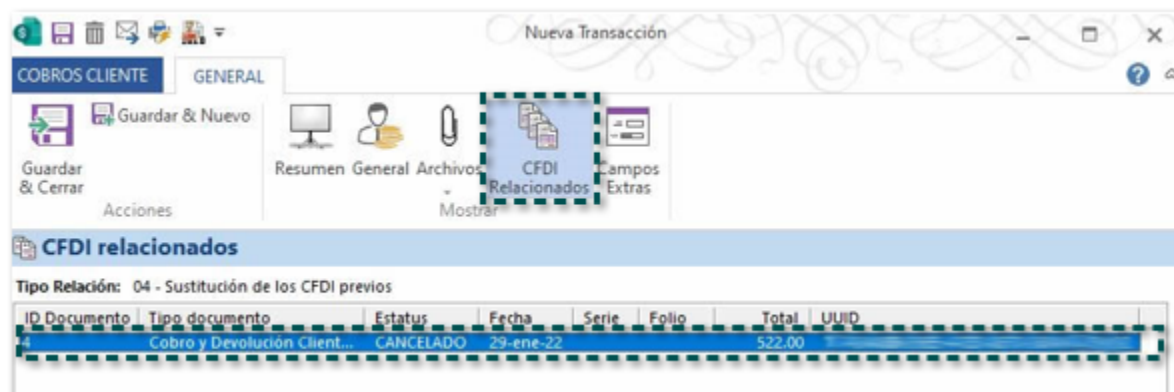 Nueva Transacción
COBROS CLIENTE GENERAL
Guardar & Nuevo
Guardar
& Cerrar
Resumen General Archivos CFDI
Relacionados Campos
Extras
Acciones Mostrar
CFDI relacionados
Tipo Relación: 04 - Sustitución de los CFDI previos
ID Documento Tipo documento Estatus Fecha Serie Folio Total UUID
4 Cobro y Devolución Client... CANCELADO 29-ene-22 522.00